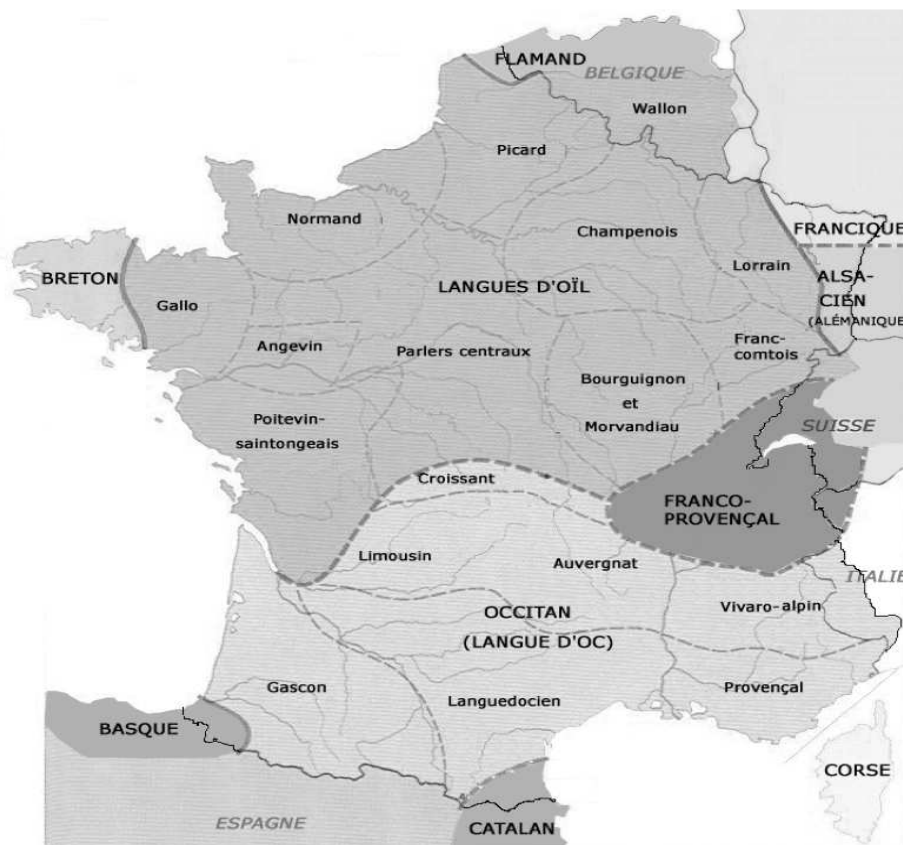 FLAMAND
BELGIQUE
Wallon
Picard
Normand
Champenois
FRANCIQUE
BRETON
Gallo
LANGUES D'OÏL
Lorrain
ALSA-
CIEN
(ALÉMANIQUE)
Angevin
Parlers centraux
Franc-
comtois
Bourguignon
et
Morvandiau
Poitevin-
saintongeais
SUISSE
Croissant
FRANCO-
PROVENÇAL
Limousin
Auvergnat
ITALIE
OCCITAN
(LANGUE D'OC)
Vivaro-alpin
Gascon
Languedocien
Provençal
BASQUE
CORSE
ESPAGNE
CATALAN